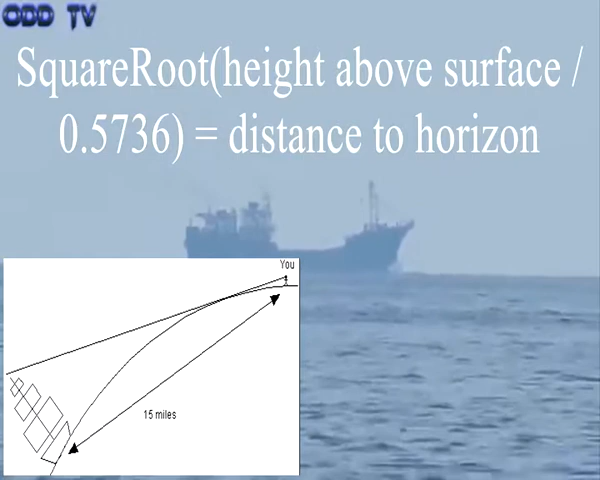 ODD TV
SquareRoot(height above surface /
0.5736) = distance to horizon
You
15 miles